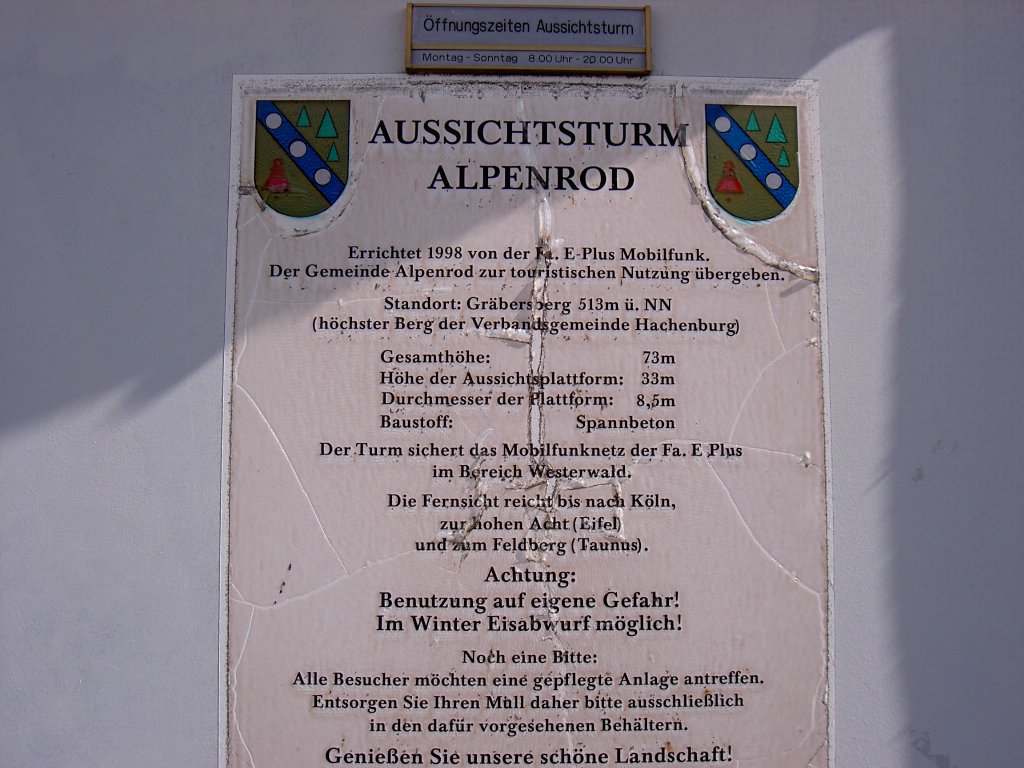 Öffnungszeiten Aussichtsturm
Montag - Sonntag 8.00 Uhr - 20.00 Uhr
AUSSICHTSTURM
ALPENROD
Errichtet 1998 von der Fa. E-Plus Mobilfunk.
Der Gemeinde Alpenrod zur touristischen Nutzung übergeben.
Standort: Gräbersberg 513m ü. NN
(höchster Berg der Verbandsgemeinde Hachenburg)
Gesamthöhe: 73m
Höhe der Aussichtsplattform: 33m
Durchmesser der Plattform: 8,5m
Baustoff: Spannbeton
Der Turm sichert das Mobilfunknetz der Fa. E Plus
im Bereich Westerwald.
Die Fernsicht reicht bis nach Köln,
zur hohen Acht (Eifel)
und zum Feldberg (Taunus).
Achtung:
Benutzung auf eigene Gefahr!
Im Winter Eisabwurf möglich!
Noch eine Bitte:
Alle Besucher möchten eine gepflegte Anlage antreffen.
Entsorgen Sie Ihren Müll daher bitte ausschließlich
in den dafür vorgesehenen Behältern.
Genießen Sie unsere schöne Landschaft!